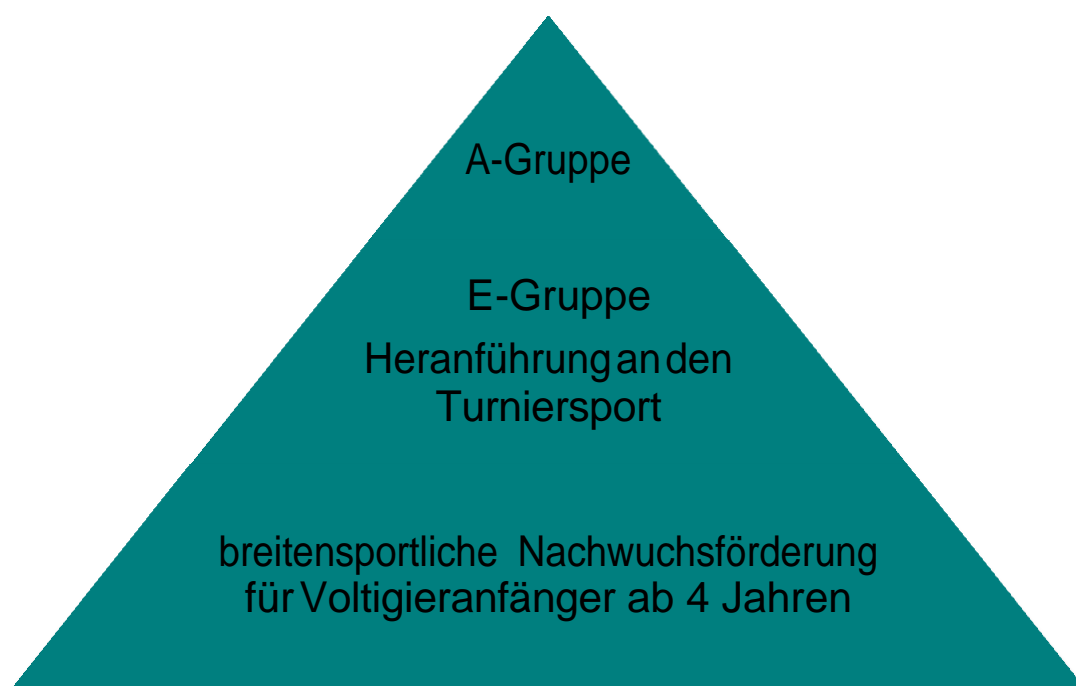 A-Gruppe
E-Gruppe
Heranführung an den
Turniersport
breitensportliche Nachwuchsförderung
für Voltigieranfänger ab 4 Jahren